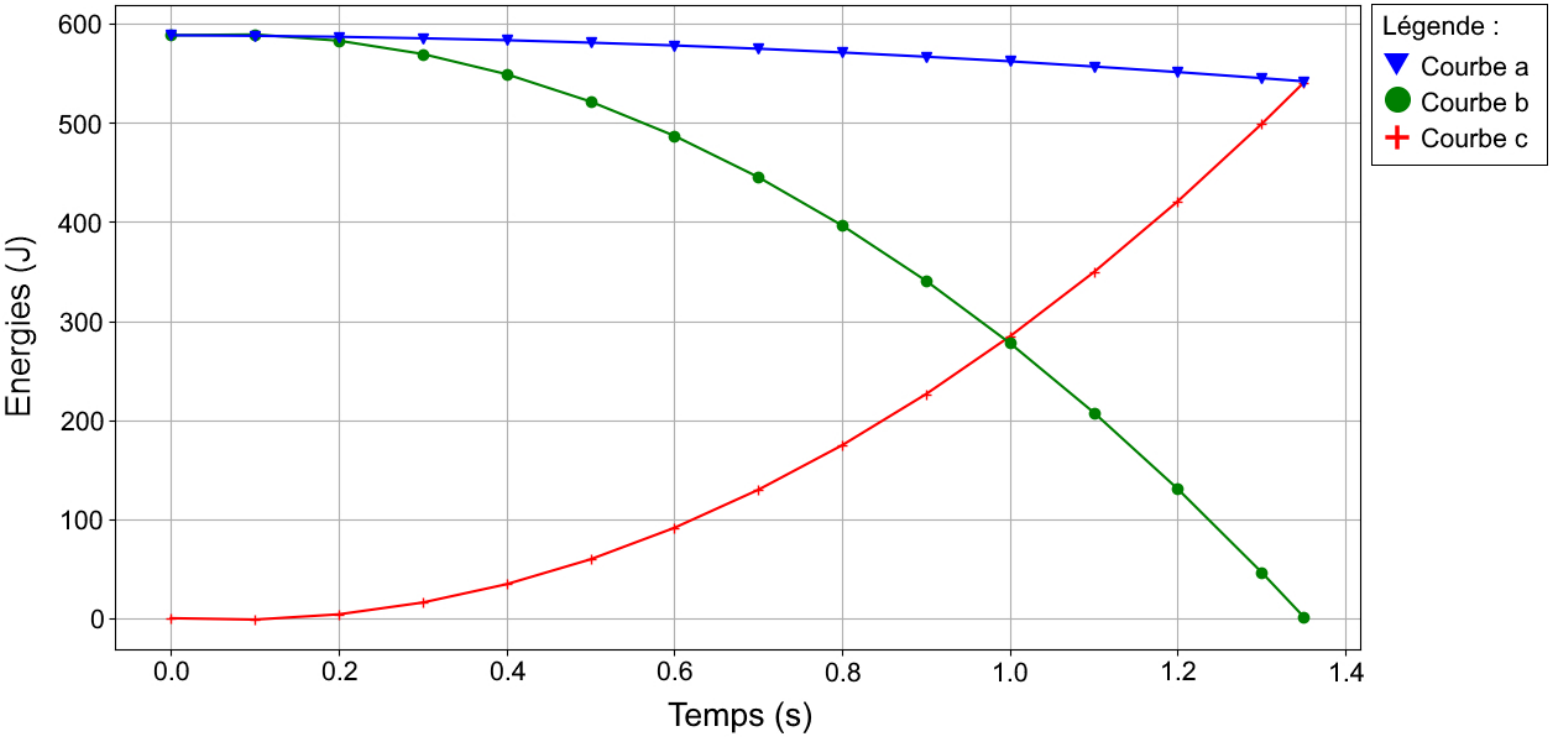 600
500
400
300
200
100
0
Energies (J)
0.0 0.2 0.4 0.6 0.8 1.0 1.2 1.4
Temps (s)
Légende :
Courbe a
Courbe b
Courbe c